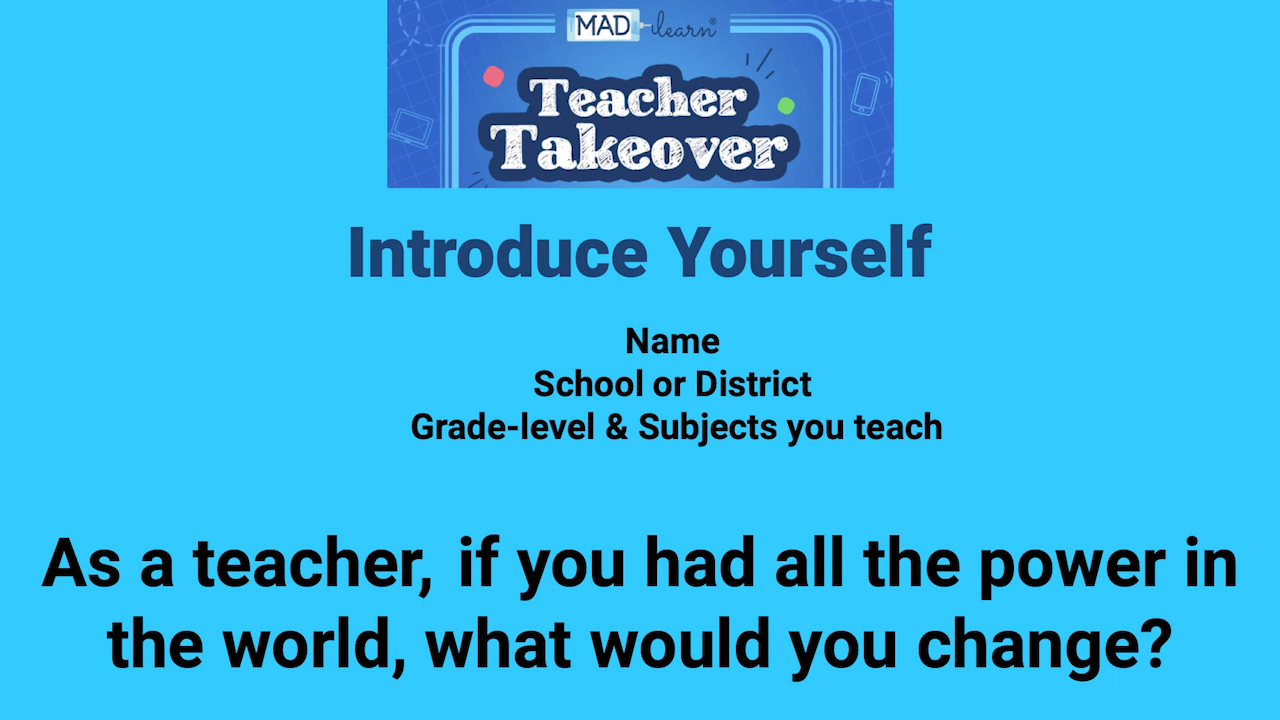 MAD learn®
Teacher
Takeover
Introduce Yourself
Name
School or District
Grade-level & Subjects you teach
As a teacher, if you had all the power in
the world, what would you change?